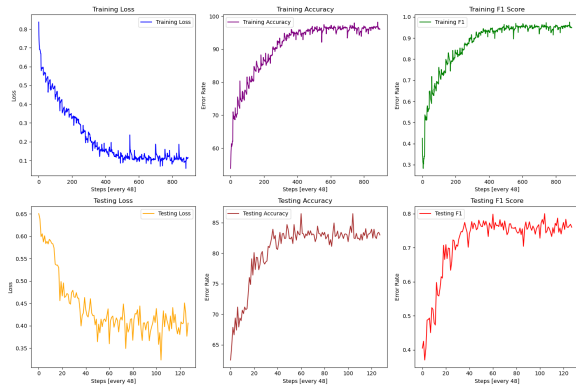 Training Loss
Training Accuracy
Training F1 Score
Training Loss
Training Accuracy
Training F1
Loss
Error Rate
Error Rate
0.8
0.7
0.6
0.5
0.4
0.3
0.2
0.1
100
90
80
70
60
1.0
0.9
0.8
0.7
0.6
0.5
0.4
0.3
0 200 400 600 800
0 200 400 600 800
0 200 400 600 800
Steps [every 48]
Steps [every 48]
Steps [every 48]
Testing Loss
Testing Accuracy
Testing F1 Score
Testing Loss
Testing Accuracy
Testing F1
Loss
Error Rate
Error Rate
0.65
0.60
0.55
0.50
0.45
0.40
0.35
85
80
75
70
65
0.8
0.7
0.6
0.5
0.4
0 20 40 60 80 100 120
0 20 40 60 80 100 120
0 20 40 60 80 100 120
Steps [every 48]
Steps [every 48]
Steps [every 48]